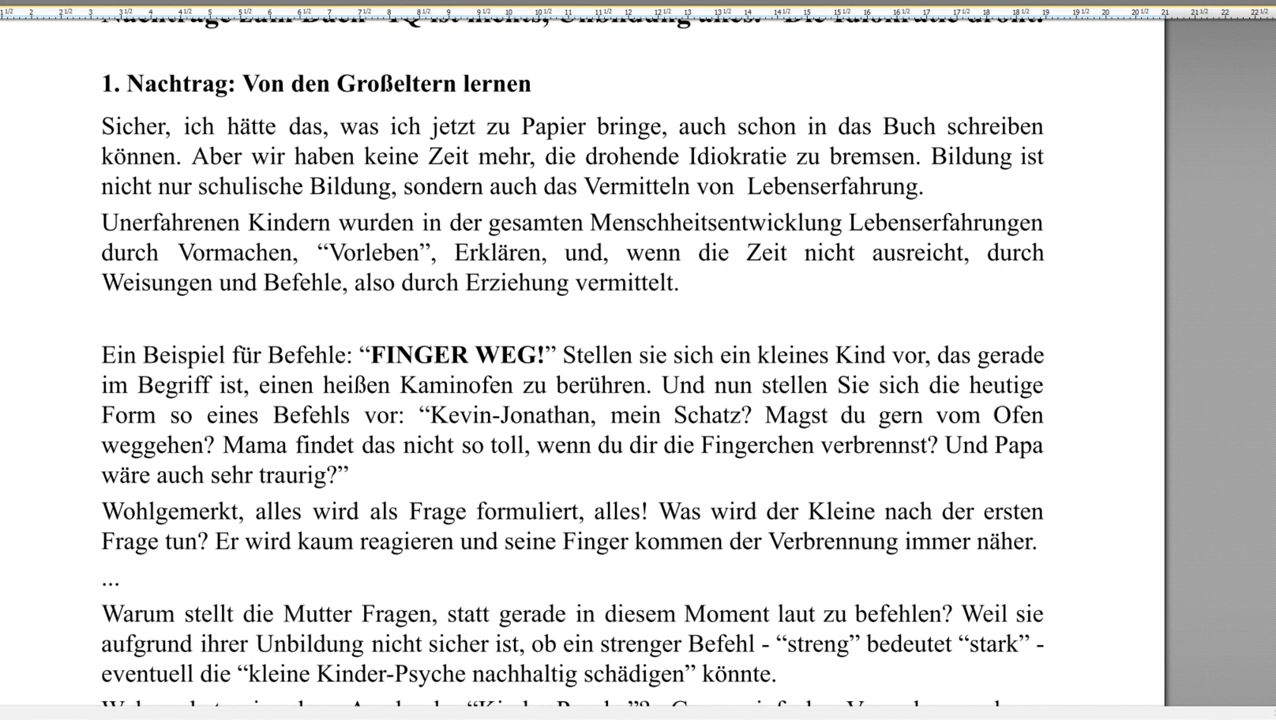 1. Nachtrag: Von den Großeltern lernen
Sicher, ich hätte das, was ich jetzt zu Papier bringe, auch schon in das Buch schreiben
können. Aber wir haben keine Zeit mehr, die drohende Idiokratie zu bremsen. Bildung ist
nicht nur schulische Bildung, sondern auch das Vermitteln von Lebenserfahrung.
Unerfahrenen Kindern wurden in der gesamten Menschheitsentwicklung Lebenserfahrungen
durch Vormachen, “Vorleben”, Erklären, und, wenn die Zeit nicht ausreicht, durch
Weisungen und Befehle, also durch Erziehung vermittelt.
Ein Beispiel für Befehle: “FINGER WEG!” Stellen sie sich ein kleines Kind vor, das gerade
im Begriff ist, einen heißen Kaminofen zu berühren. Und nun stellen Sie sich die heutige
Form so eines Befehls vor: “Kevin-Jonathan, mein Schatz? Magst du gern vom Ofen
weggehen? Mama findet das nicht so toll, wenn du dir die Fingerchen verbrennst? Und Papa
wäre auch sehr traurig?”
Wohlgemerkt, alles wird als Frage formuliert, alles! Was wird der Kleine nach der ersten
Frage tun? Er wird kaum reagieren und seine Finger kommen der Verbrennung immer näher.
...
Warum stellt die Mutter Fragen, statt gerade in diesem Moment laut zu befehlen? Weil sie
aufgrund ihrer Unbildung nicht sicher ist, ob ein strenger Befehl - “streng” bedeutet “stark” -
eventuell die “kleine Kinder-Psyche nachhaltig schädigen” könnte.